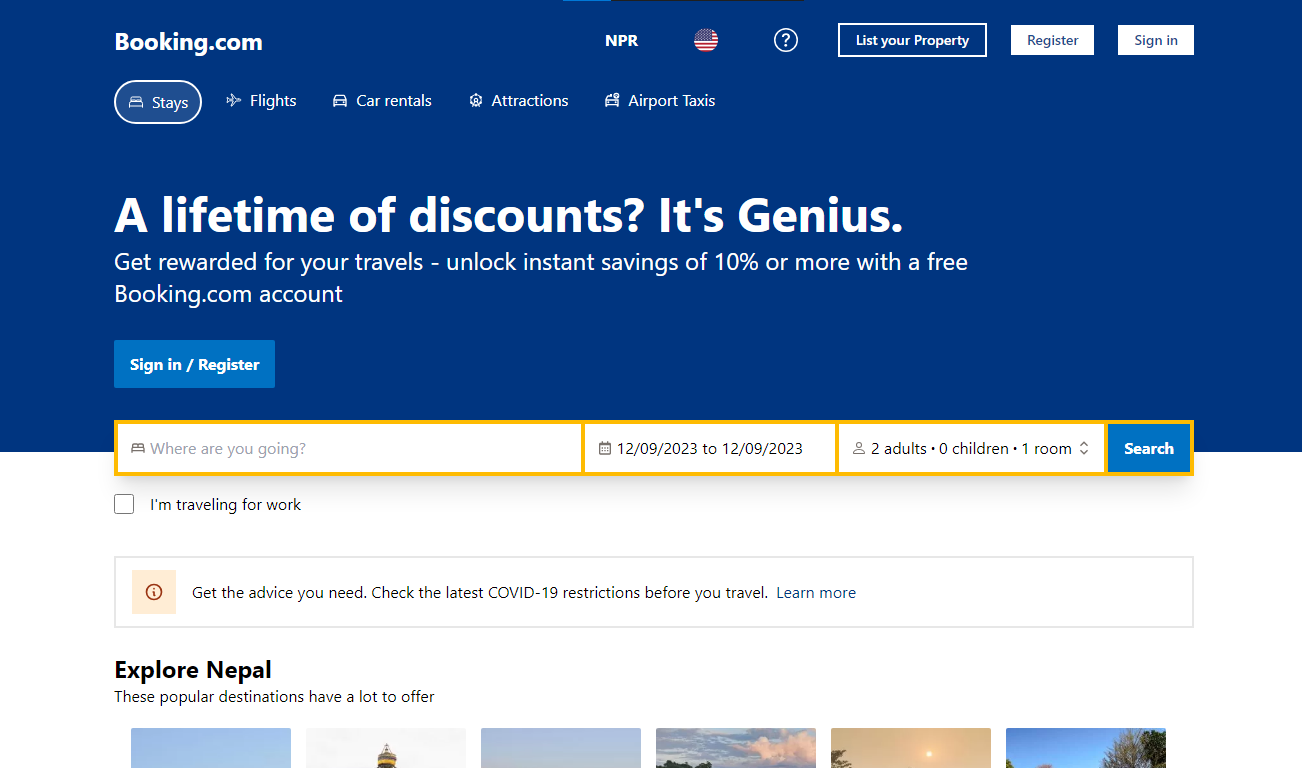 Booking.com
NPR
List your Property
Register
Sign in
Stays
Flights
Car rentals
Attractions
Airport Taxis
A lifetime of discounts? It's Genius.
Get rewarded for your travels - unlock instant savings of 10% or more with a free
Booking.com account
Sign in / Register
Where are you going?
12/09/2023 to 12/09/2023
2 adults • 0 children • 1 room
Search
I'm traveling for work
Get the advice you need. Check the latest COVID-19 restrictions before you travel. Learn more
Explore Nepal
These popular destinations have a lot to offer